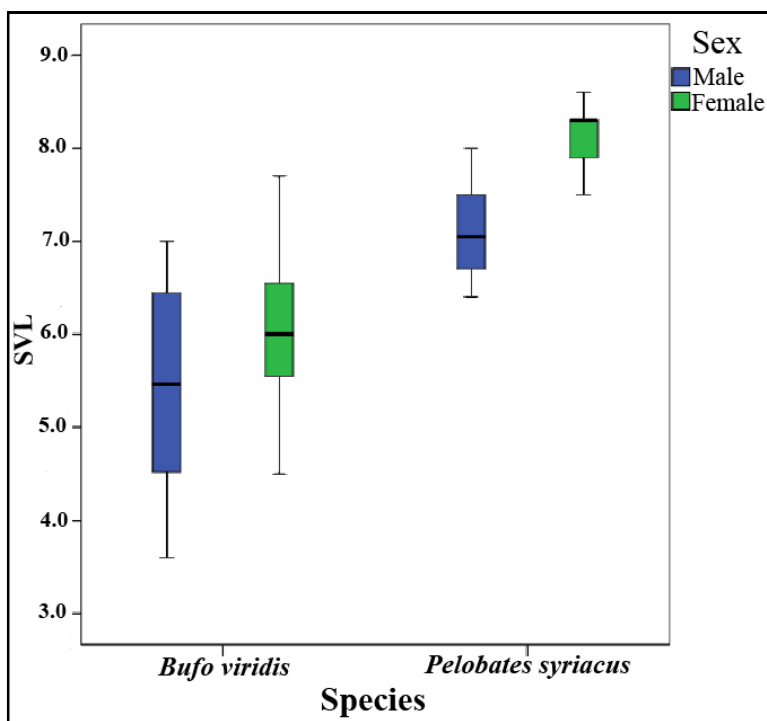 Sex
Male
Female
9.0
8.0
7.0
6.0
5.0
4.0
3.0
SVL
Bufo viridis
Pelobates syriacus
Species